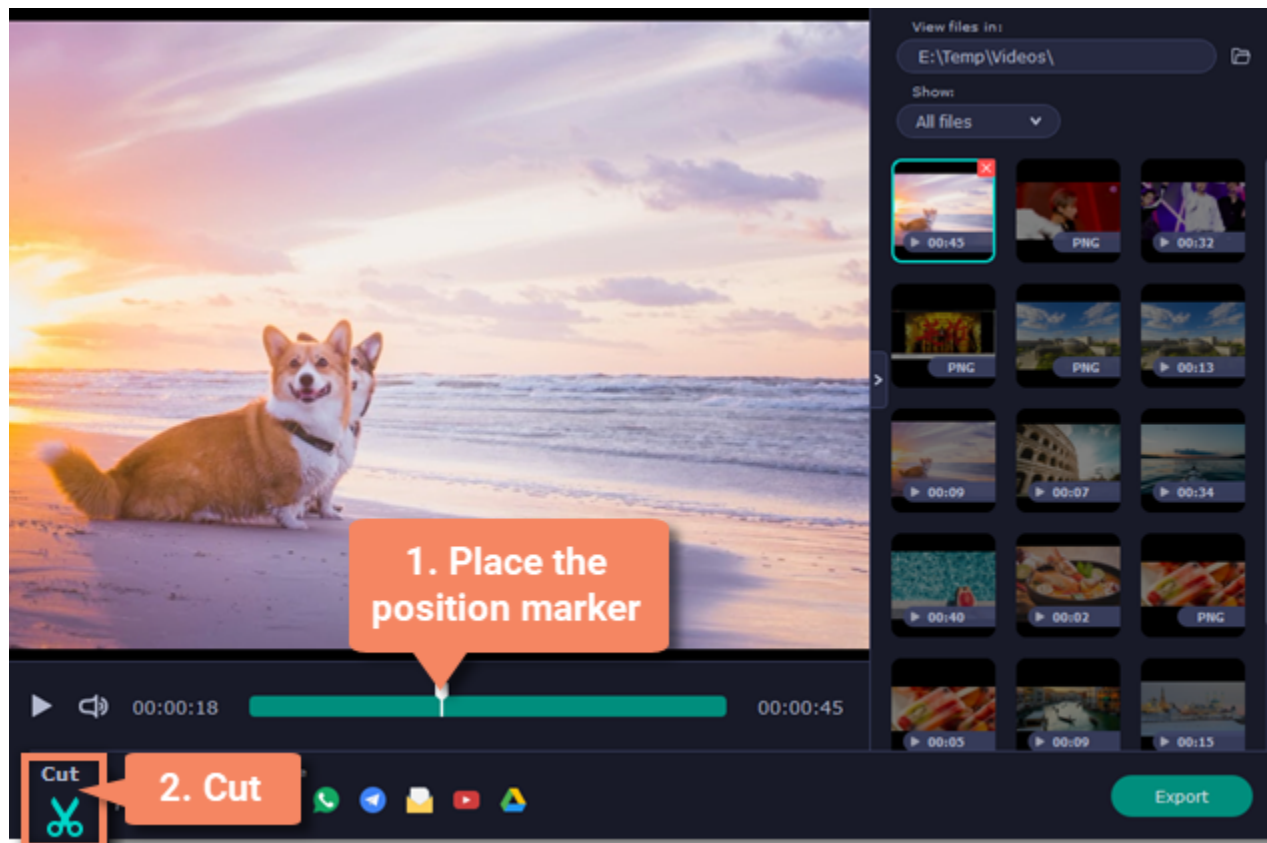 View files in:
E:\Temp\Videos\
Show:
All files
00:45
PNG
00:32
PNG
PNG
00:13
00:09
00:07
00:34
00:40
00:02
PNG
00:05
00:09
00:15
1. Place the
position marker
00:00:18
00:00:45
Cut
2. Cut
Export